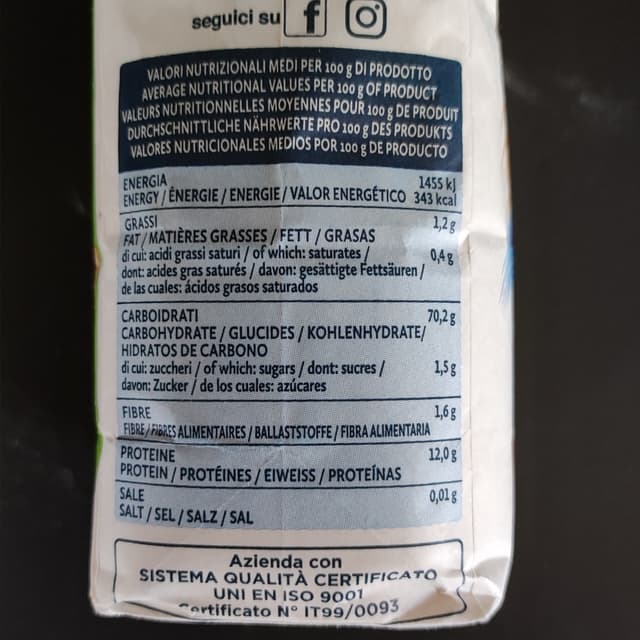 seguici su f
VALORI NUTRIZIONALI MEDI PER 100 g DI PRODOTTO
AVERAGE NUTRITIONAL VALUES PER 100 g OF PRODUCT
VALEURS NUTRITIONNELLES MOYENNES POUR 100 g DE PRODUIT
DURCHSCHNITTLICHE NÄHRWERTE PRO 100 g DES PRODUKTS
VALORES NUTRICIONALES MEDIOS POR 100 g DE PRODUCTO
ENERGIA 1455 kJ
ENERGY / ÉNERGIE / ENERGIE / VALOR ENERGÉTICO 343 kcal
GRASSI 1,2 g
FAT / MATIÈRES GRASSES / FETT / GRASAS
di cui: acidi grassi saturi / of which: saturates / 0,4 g
dont: acides gras saturés / davon: gesättigte Fettsäuren /
de las cuales: ácidos grasos saturados
CARBOIDRATI 70,2 g
CARBOHYDRATE / GLUCIDES / KOHLENHYDRATE/
HIDRATOS DE CARBONO
di cui: zuccheri / of which: sugars / dont: sucres / 1,5 g
davon: Zucker / de los cuales: azúcares
FIBRE 1,6 g
FIBRE / FIBRES ALIMENTAIRES / BALLASTSTOFFE / FIBRA ALIMENTARIA
PROTEINE 12,0 g
PROTEIN / PROTÉINES / EIWEISS / PROTEÍNAS
SALE 0,01 g
SALT / SEL / SALZ / SAL
Azienda con
SISTEMA QUALITÀ CERTIFICATO
UNI EN ISO 9001
Certificato N° IT99/0093